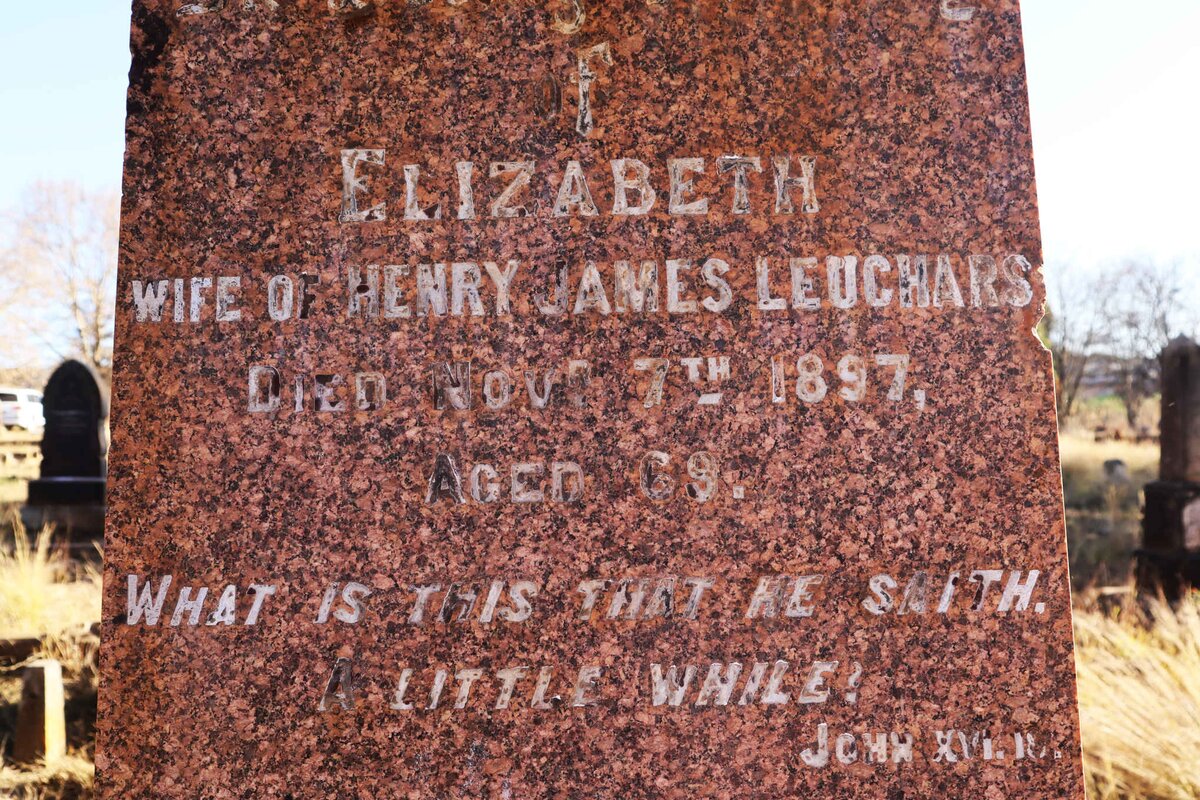 OF
ELIZABETH
WIFE OF HENRY JAMES LEUCHARS
DIED NOVR 7TH 1897,
AGED 69.
WHAT IS THIS THAT HE SAITH.
A LITTLE WHILE?
JOHN XVI.